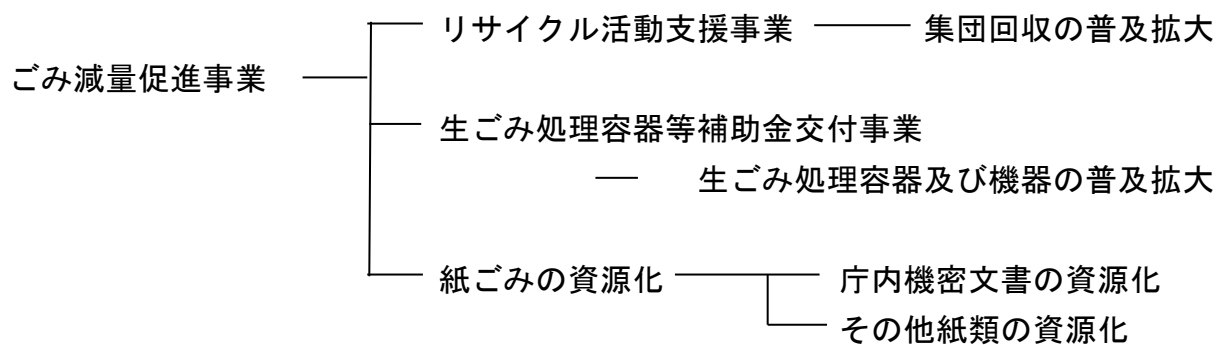 リサイクル活動支援事業 集団回収の普及拡大
ごみ減量促進事業
生ごみ処理容器等補助金交付事業
生ごみ処理容器及び機器の普及拡大
紙ごみの資源化 庁内機密文書の資源化
その他紙類の資源化